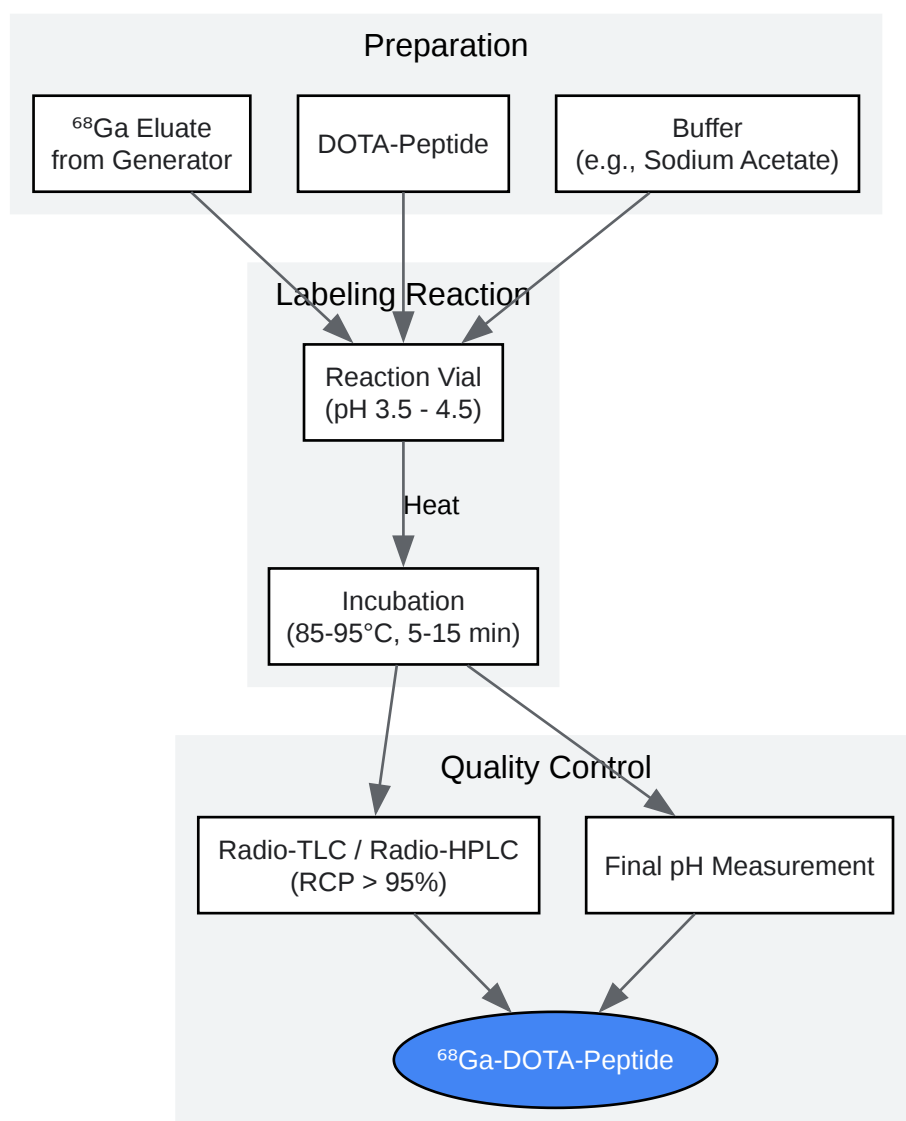 Preparation
⁶⁸Ga Eluate
from Generator
DOTA-Peptide
Buffer
(e.g., Sodium Acetate)
Labeling Reaction
Reaction Vial
(pH 3.5 - 4.5)
Heat
Incubation
(85-95°C, 5-15 min)
Quality Control
Radio-TLC / Radio-HPLC
(RCP > 95%)
Final pH Measurement
⁶⁸Ga-DOTA-Peptide